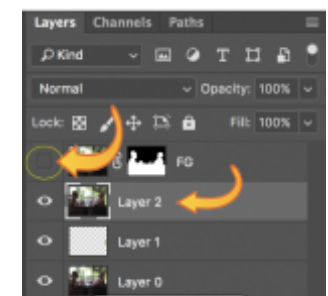 Layers Channels Paths
Kind T
Normal Opacity: 100%
Lock: Fill: 100%
FG
Layer 2
Layer 1
Layer 0